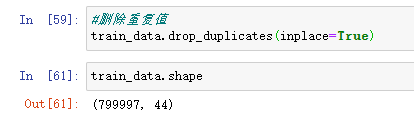 In [59]: #删除重复值
train_data.drop_duplicates(inplace=True)
In [61]: train_data.shape
Out[61]: (799997, 44)